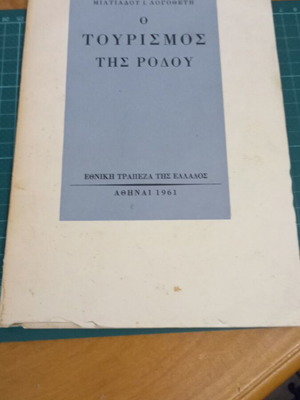 ΜΙΛΤΙΑΔΟΥ Ι. ΛΟΓΟΘΕΤΗ
Ο
ΤΟΥΡΙΣΜΟΣ
ΤΗΣ ΡΟΔΟΥ
ΕΘΝΙΚΗ ΤΡΑΠΕΖΑ ΤΗΣ ΕΛΛΑΔΟΣ
ΑΘΗΝΑΙ 1961